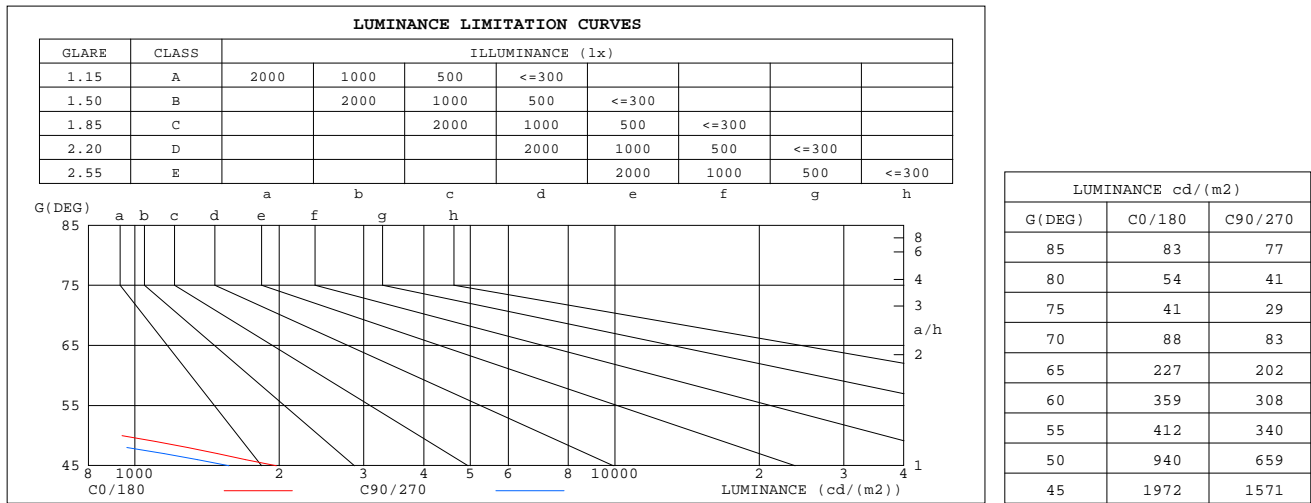 LUMINANCE LIMITATION CURVES
GLARE CLASS ILLUMINANCE (lx)
1.15 A 2000 1000 500 <=300
1.50 B 2000 1000 500 <=300
1.85 C 2000 1000 500 <=300
2.20 D 2000 1000 500 <=300
2.55 E 2000 1000 500 <=300
a b c d e f g h
G(DEG)
a b c d e f g h
85
75
65
55
45
8
6
4
3
a/h
2
1
8 1000 2 3 4 5 6 8 10000 2 3 4
C0/180 C90/270 LUMINANCE (cd/(m2))
LUMINANCE cd/(m2)
G(DEG) C0/180 C90/270
85 83 77
80 54 41
75 41 29
70 88 83
65 227 202
60 359 308
55 412 340
50 940 659
45 1972 1571